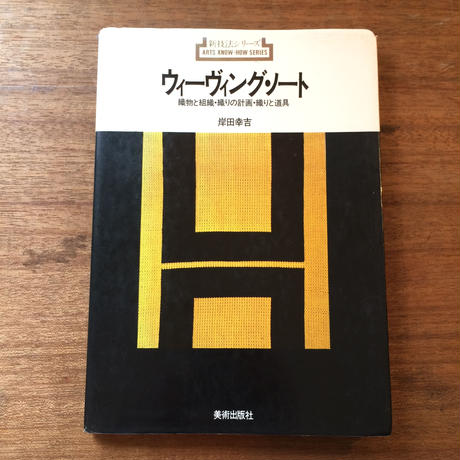 新技法シリーズ
ARTS KNOW-HOW SERIES
ウィーヴィング・ノート
織物と組織・織りの計画・織りと道具
岸田幸吉
美術出版社